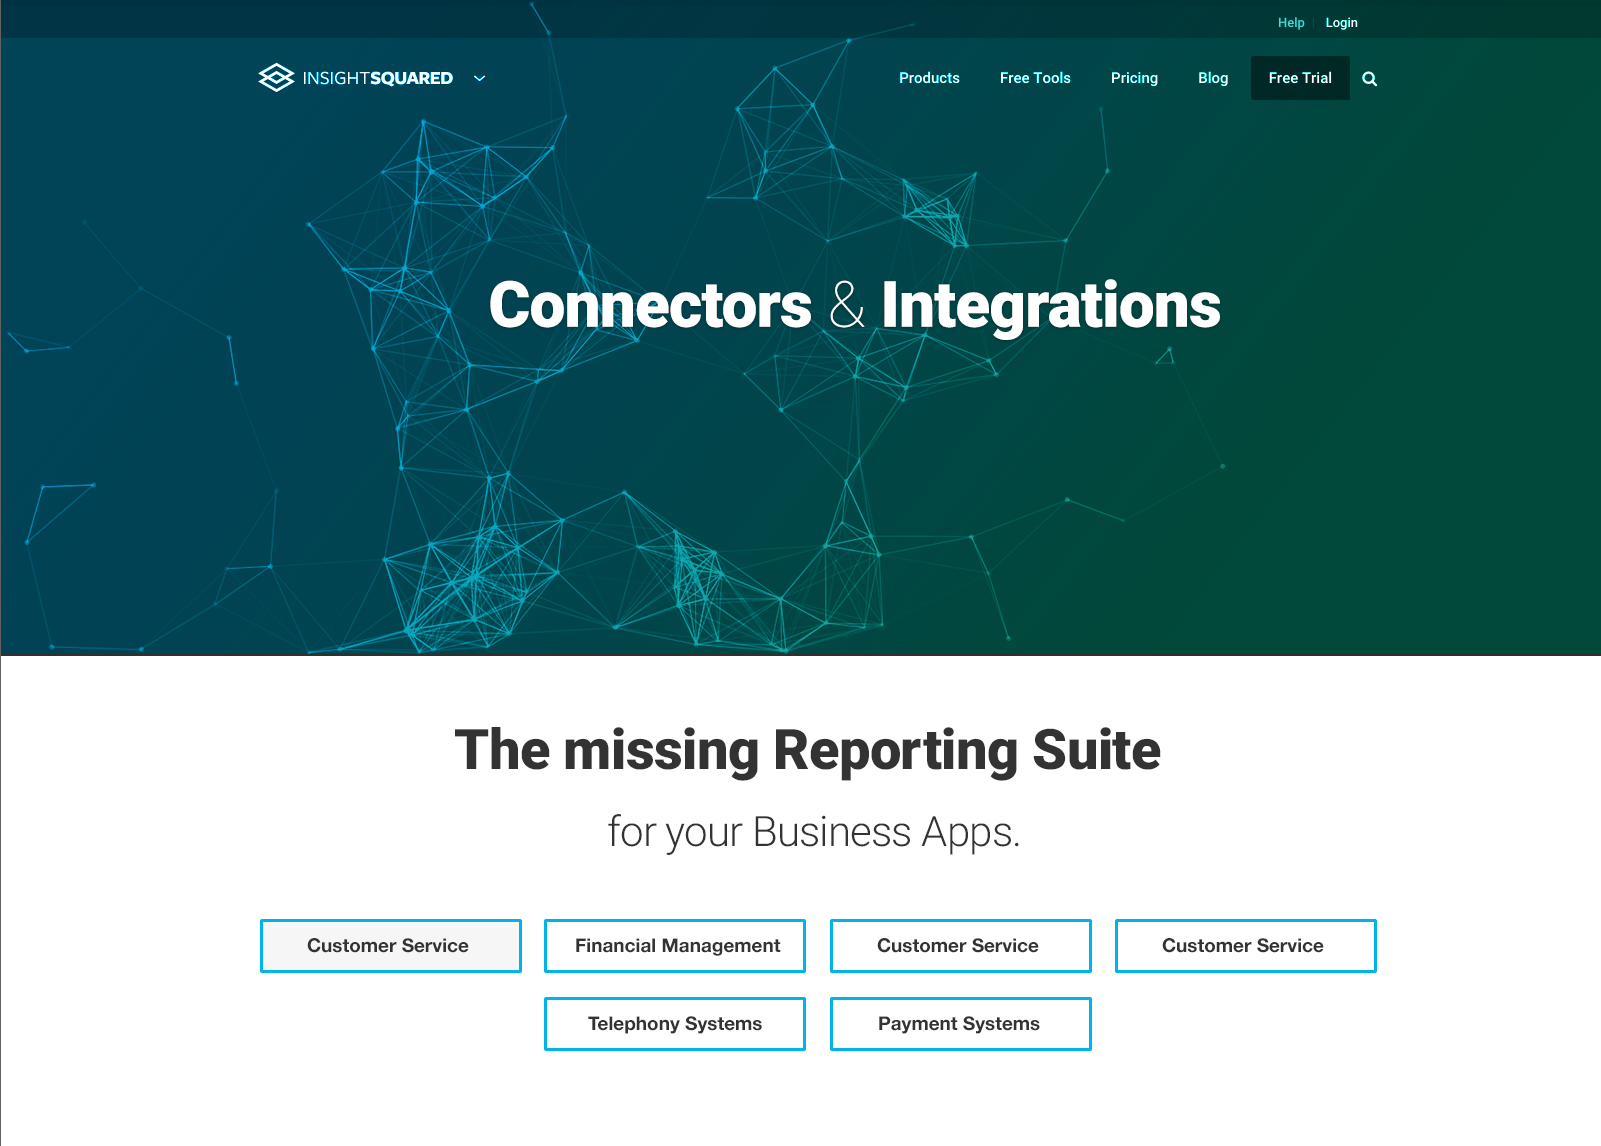 Help Login
INSIGHTSQUARED Products Free Tools Pricing Blog Free Trial
Connectors & Integrations
The missing Reporting Suite
for your Business Apps.
Customer Service Financial Management Customer Service Customer Service
Telephony Systems Payment Systems